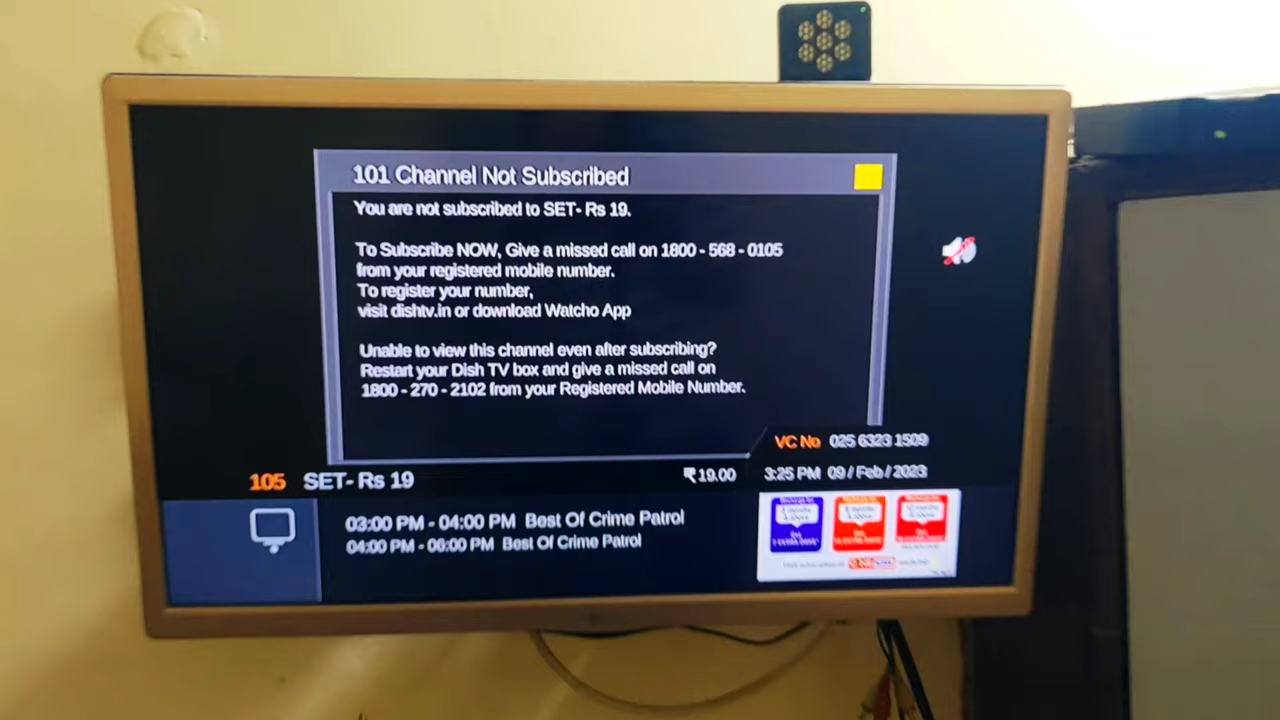 101 Channel Not Subscribed
You are not subscribed to SET- Rs 19.
To Subscribe NOW, Give a missed call on 1800 - 568 - 0105
from your registered mobile number.
To register your number,
visit dishtv.in or download Watcho App
Unable to view this channel even after subscribing?
Restart your Dish TV box and give a missed call on
1800 - 270 - 2102 from your Registered Mobile Number.
VC No 025 6323 1509
105 SET- Rs 19 ₹19.00 3:25 PM 09 / Feb / 2023
03:00 PM - 04:00 PM Best Of Crime Patrol
04:00 PM - 06:00 PM Best Of Crime Patrol